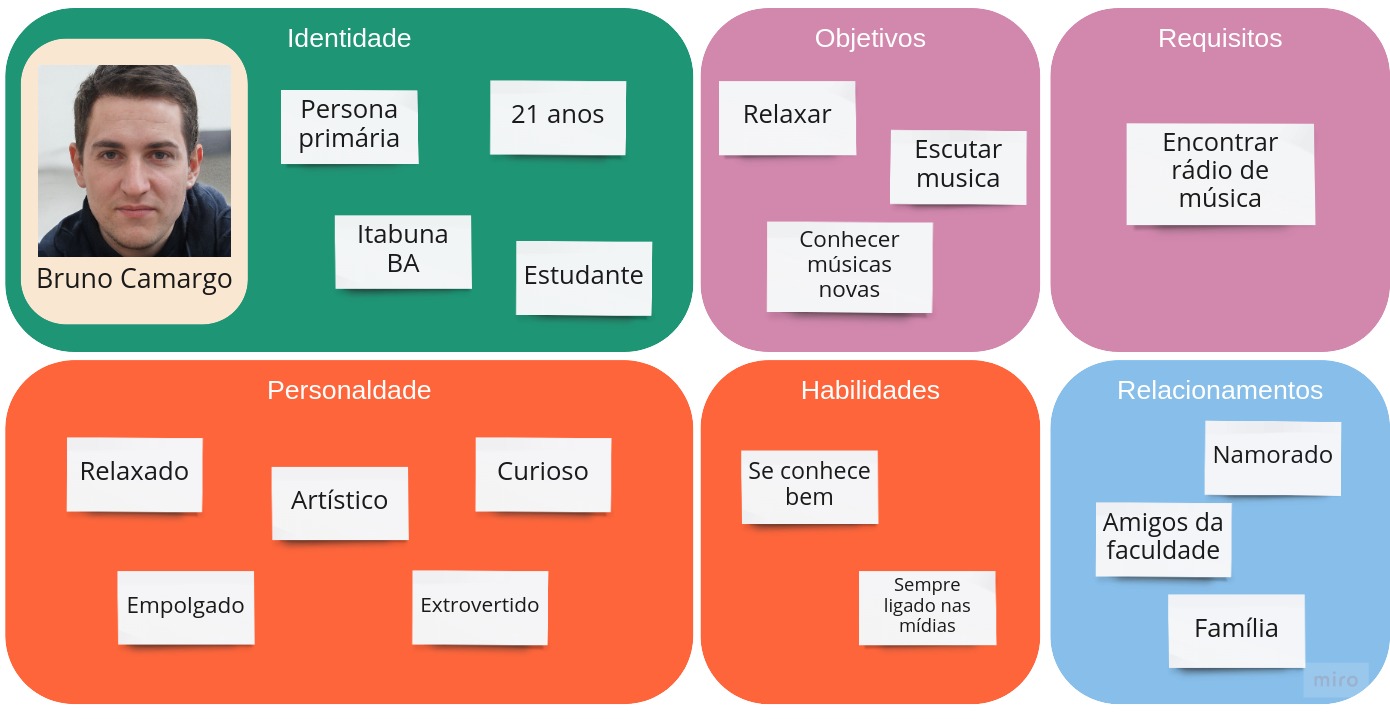 Identidade
Bruno Camargo
Persona
primária
21 anos
Itabuna
BA
Estudante
Objetivos
Relaxar
Escutar
musica
Conhecer
músicas
novas
Requisitos
Encontrar
rádio de
música
Personaldade
Relaxado
Artístico
Curioso
Empolgado
Extrovertido
Habilidades
Se conhece
bem
Sempre
ligado nas
mídias
Relacionamentos
Namorado
Amigos da
faculdade
Família
miro